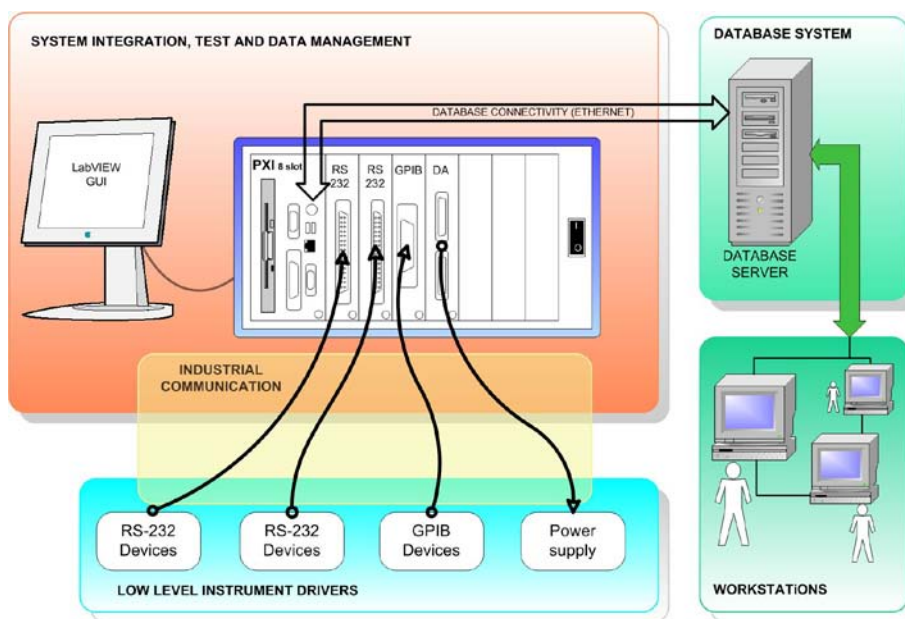 SYSTEM INTEGRATION, TEST AND DATA MANAGEMENT
DATABASE SYSTEM
DATABASE CONNECTIVITY (ETHERNET)
LabVIEW
GUI
PXI 8 slot
RS
232
RS
232
GPIB
DA
DATABASE
SERVER
INDUSTRIAL
COMMUNICATION
RS-232
Devices
RS-232
Devices
GPIB
Devices
Power
supply
LOW LEVEL INSTRUMENT DRIVERS
WORKSTATiONS